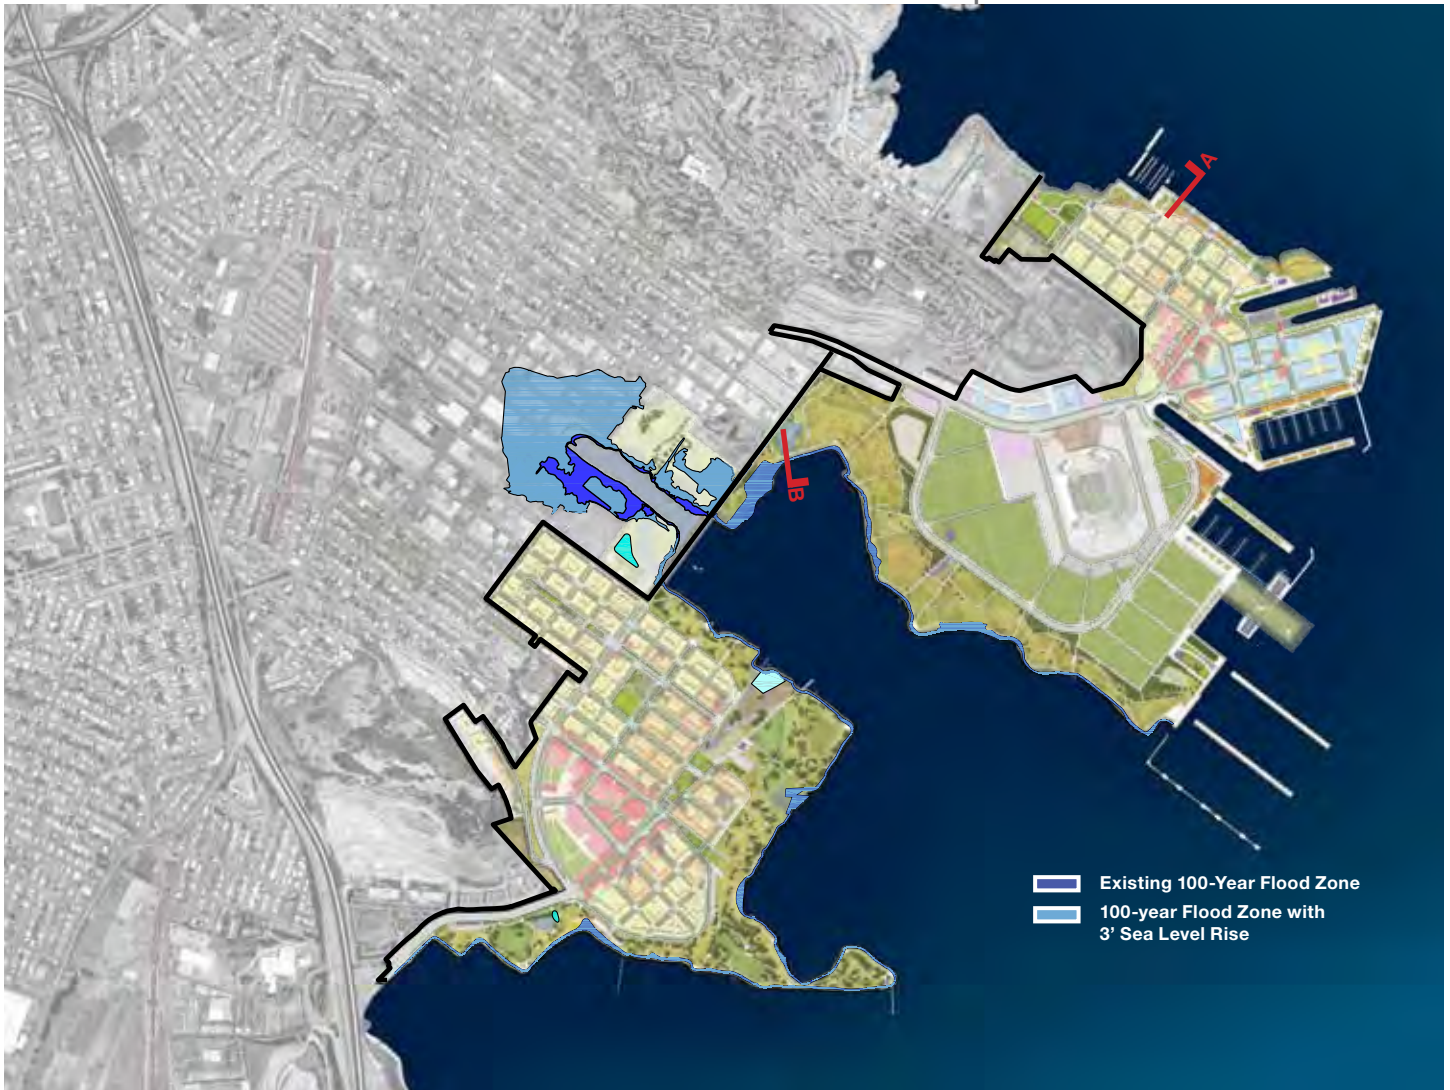 A
B
Existing 100-Year Flood Zone
100-year Flood Zone with
3’ Sea Level Rise